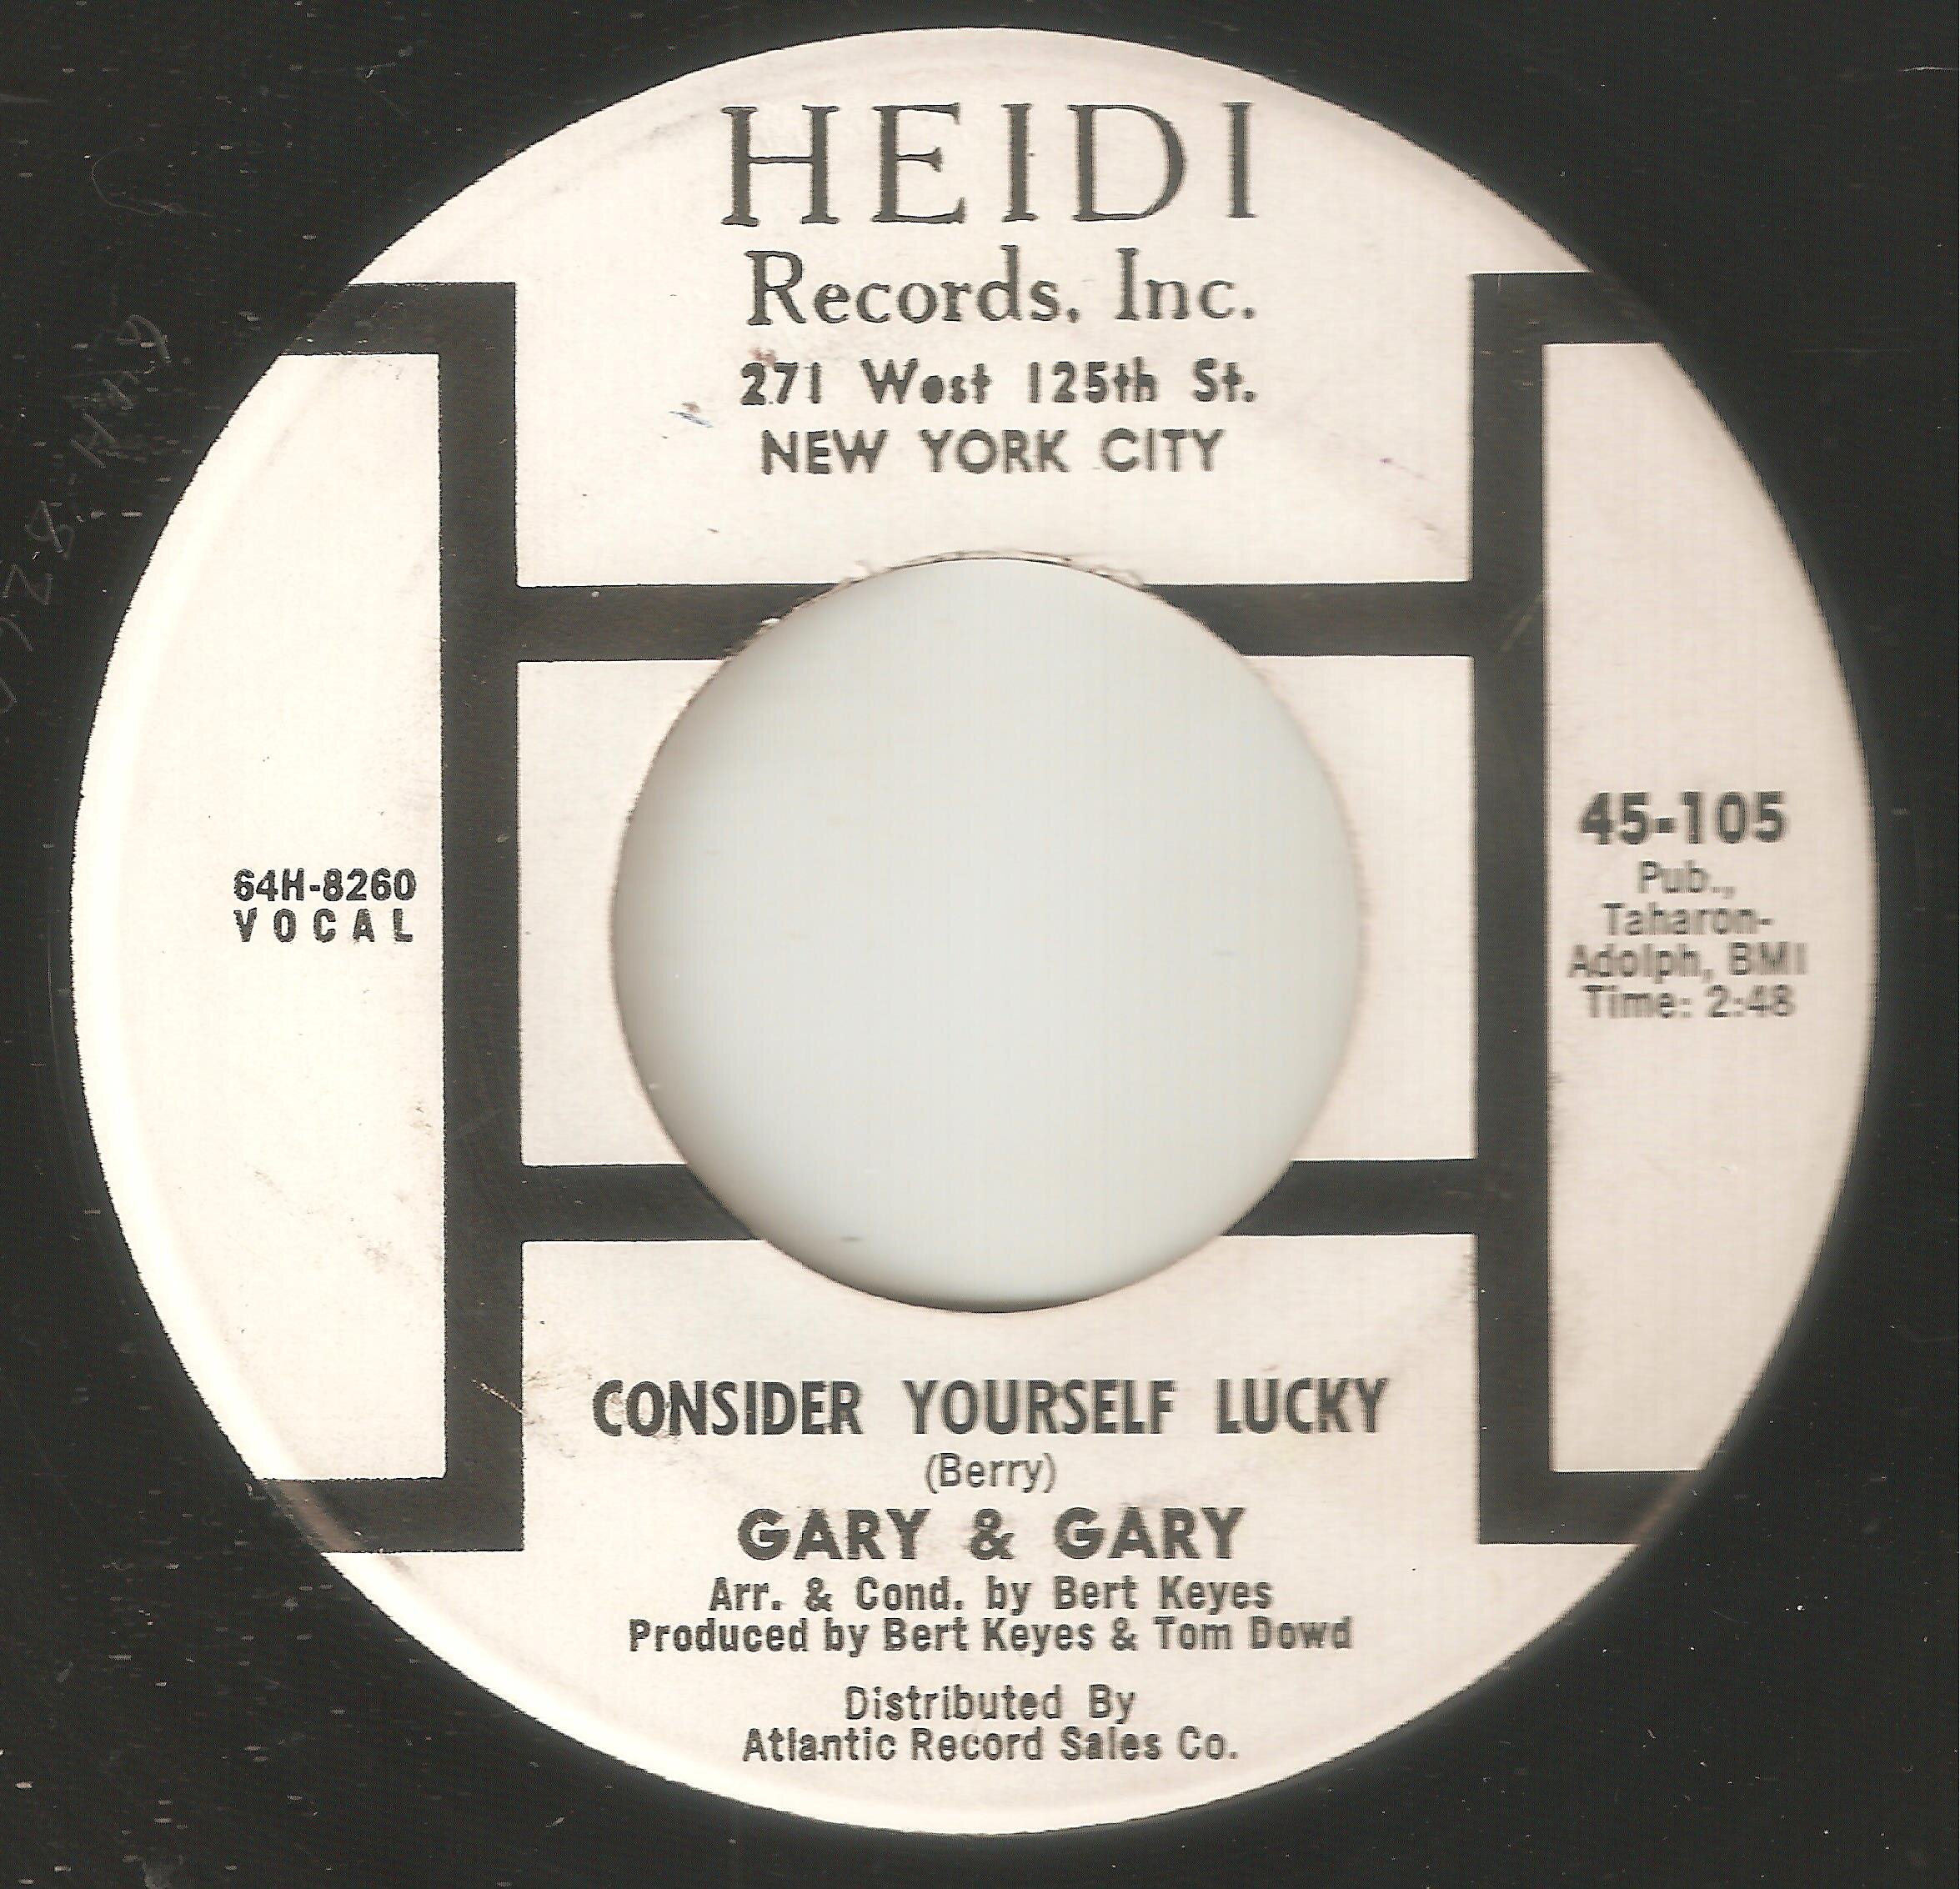 HEIDI
Records, Inc.
271 West 125th St.
NEW YORK CITY
64H-8260
VOCAL
45-105
Pub.,
Taharon-
Adolph, BMI
Time: 2:48
CONSIDER YOURSELF LUCKY
(Berry)
GARY & GARY
Arr. & Cond. by Bert Keyes
Produced by Bert Keyes & Tom Dowd
Distributed By
Atlantic Record Sales Co.